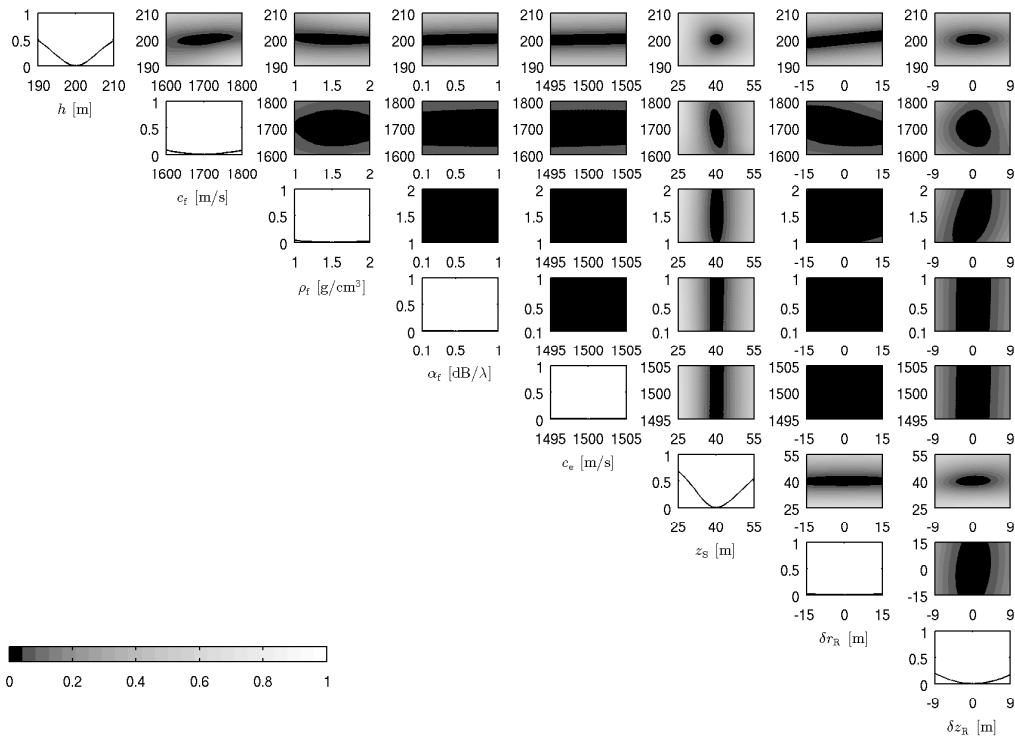 1 210 210 210 210 210 210 210
0.5 200 200 200 200 200 200 200
0 190 190 190 190 190 190 190
190 200 210 1600 1700 1800 1 1.5 2 0.1 0.5 1 1495 1500 1505 25 40 55 -15 0 15 -9 0 9
h [m]
1 1800 1800 1800 1800 1800 1800
0.5 1700 1700 1700 1700 1700 1700
0 1600 1600 1600 1600 1600 1600
1600 1700 1800 1 1.5 2 0.1 0.5 1 1495 1500 1505 25 40 55 -15 0 15 -9 0 9
c_f [m/s]
1 2 2 2 2 2
0.5 1.5 1.5 1.5 1.5 1.5
0 1 1 1 1 1
1 1.5 2 0.1 0.5 1 1495 1500 1505 25 40 55 -15 0 15 -9 0 9
ρ_f [g/cm³]
1 1 1 1 1
0.5 0.5 0.5 0.5 0.5
0 0.1 0.1 0.1 0.1
0.1 0.5 1 1495 1500 1505 25 40 55 -15 0 15 -9 0 9
α_f [dB/λ]
1 1505 1505 1505
0.5 1500 1500 1500
0 1495 1495 1495
1495 1500 1505 25 40 55 -15 0 15 -9 0 9
c_e [m/s]
1 55 55
0.5 40 40
0 25 25
25 40 55 -15 0 15 -9 0 9
z_S [m]
1 15
0.5 0
0 -15
-15 0 15 -9 0 9
δr_R [m]
1
0.5
0
0 0.2 0.4 0.6 0.8 1
-9 0 9
δz_R [m]